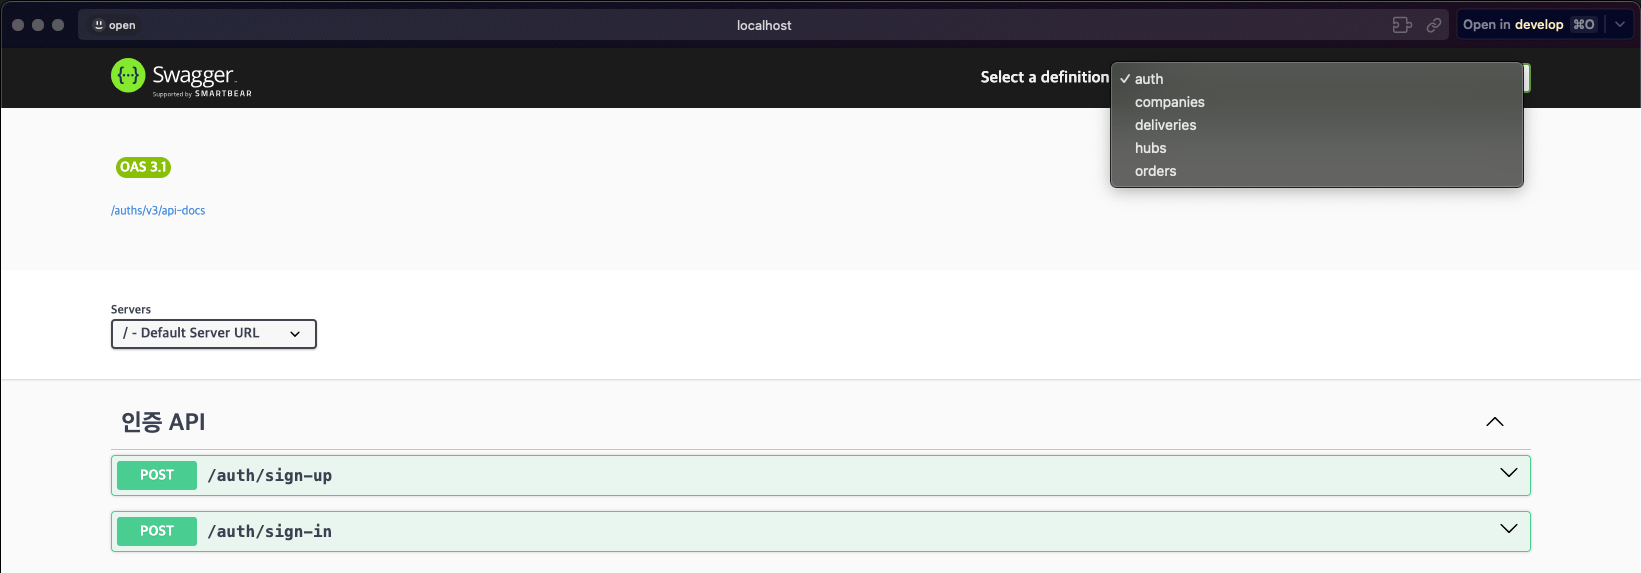 open
localhost
Open in develop ⌘O
Swagger
Supported by SMARTBEAR
Select a definition
✓ auth
companies
deliveries
hubs
orders
OAS 3.1
/auths/v3/api-docs
Servers
/ - Default Server URL
인증 API
POST /auth/sign-up
POST /auth/sign-in